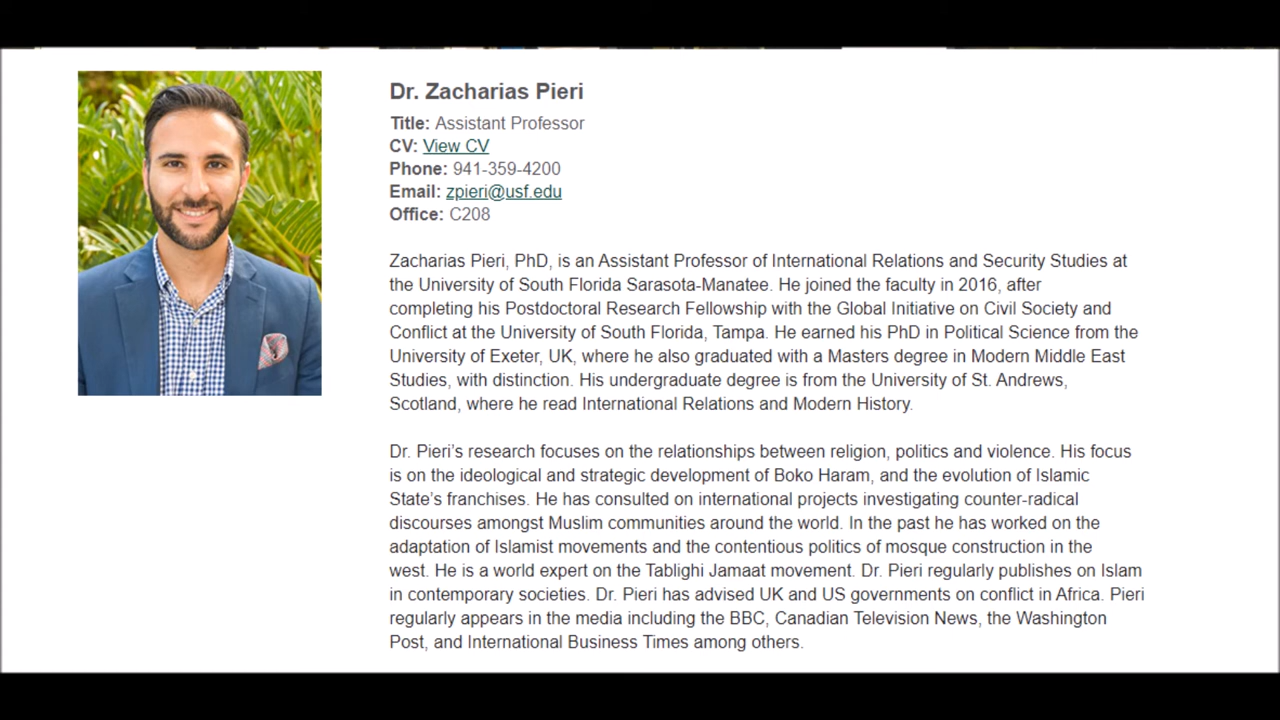 Dr. Zacharias Pieri
Title: Assistant Professor
CV: View CV
Phone: 941-359-4200
Email: zpieri@usf.edu
Office: C208
Zacharias Pieri, PhD, is an Assistant Professor of International Relations and Security Studies at
the University of South Florida Sarasota-Manatee. He joined the faculty in 2016, after
completing his Postdoctoral Research Fellowship with the Global Initiative on Civil Society and
Conflict at the University of South Florida, Tampa. He earned his PhD in Political Science from the
University of Exeter, UK, where he also graduated with a Masters degree in Modern Middle East
Studies, with distinction. His undergraduate degree is from the University of St. Andrews,
Scotland, where he read International Relations and Modern History.
Dr. Pieri's research focuses on the relationships between religion, politics and violence. His focus
is on the ideological and strategic development of Boko Haram, and the evolution of Islamic
State's franchises. He has consulted on international projects investigating counter-radical
discourses amongst Muslim communities around the world. In the past he has worked on the
adaptation of Islamist movements and the contentious politics of mosque construction in the
west. He is a world expert on the Tablighi Jamaat movement. Dr. Pieri regularly publishes on Islam
in contemporary societies. Dr. Pieri has advised UK and US governments on conflict in Africa. Pieri
regularly appears in the media including the BBC, Canadian Television News, the Washington
Post, and International Business Times among others.